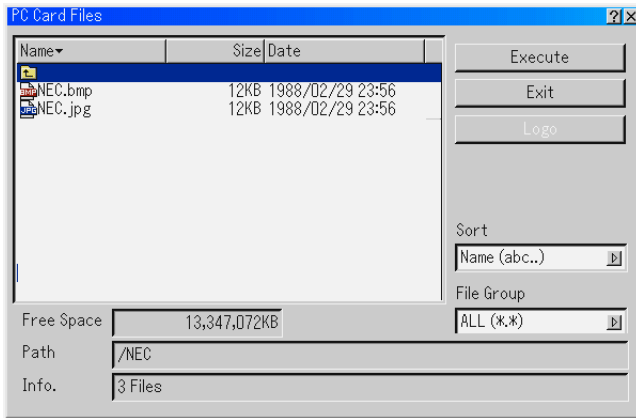 PC Card Files
Name Size Date
Execute
NEC.bmp 12KB 1988/02/29 23:56
Exit
NEC.jpg 12KB 1988/02/29 23:56
Logo
Sort
Name (abc..)
File Group
Free Space 13,347,072KB
ALL (*.*)
Path /NEC
Info. 3 Files